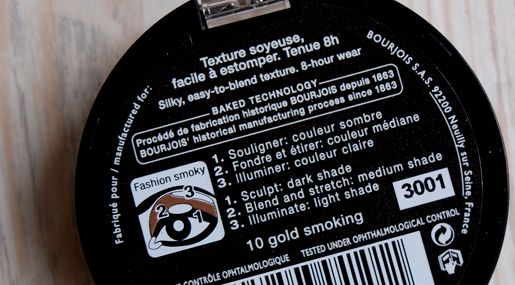 Texture soyeuse,
facile à estomper. Tenue 8h
Silky, easy-to-blend texture. 8-hour wear
BAKED TECHNOLOGY
Procédé de fabrication historique BOURJOIS depuis 1863
BOURJOIS' historical manufacturing process since 1863
Fabriqué pour / manufactured for:
BOURJOIS S.A.S. 92200 Neuilly sur Seine, France
Fashion smoky
2 3
1
1. Souligner: couleur sombre
2. Fondre et étirer: couleur médiane
3. Illuminer: couleur claire
1. Sculpt: dark shade
2. Blend and stretch: medium shade
3. Illuminate: light shade
3001
10 gold smoking
CONTRÔLE OPHTALMOLOGIQUE TESTED UNDER OPHTALMOLOGICAL CONTROL